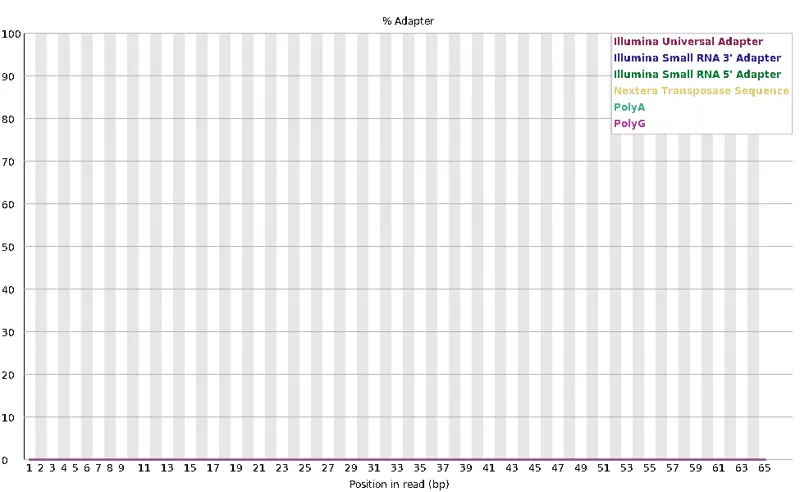 % Adapter
100
Illumina Universal Adapter
Illumina Small RNA 3' Adapter
Illumina Small RNA 5' Adapter
Nextera Transposase Sequence
PolyA
PolyG
90
80
70
60
50
40
30
20
10
0
1 2 3 4 5 6 7 8 9 11 13 15 17 19 21 23 25 27 29 31 33 35 37 39 41 43 45 47 49 51 53 55 57 59 61 63 65
Position in read (bp)